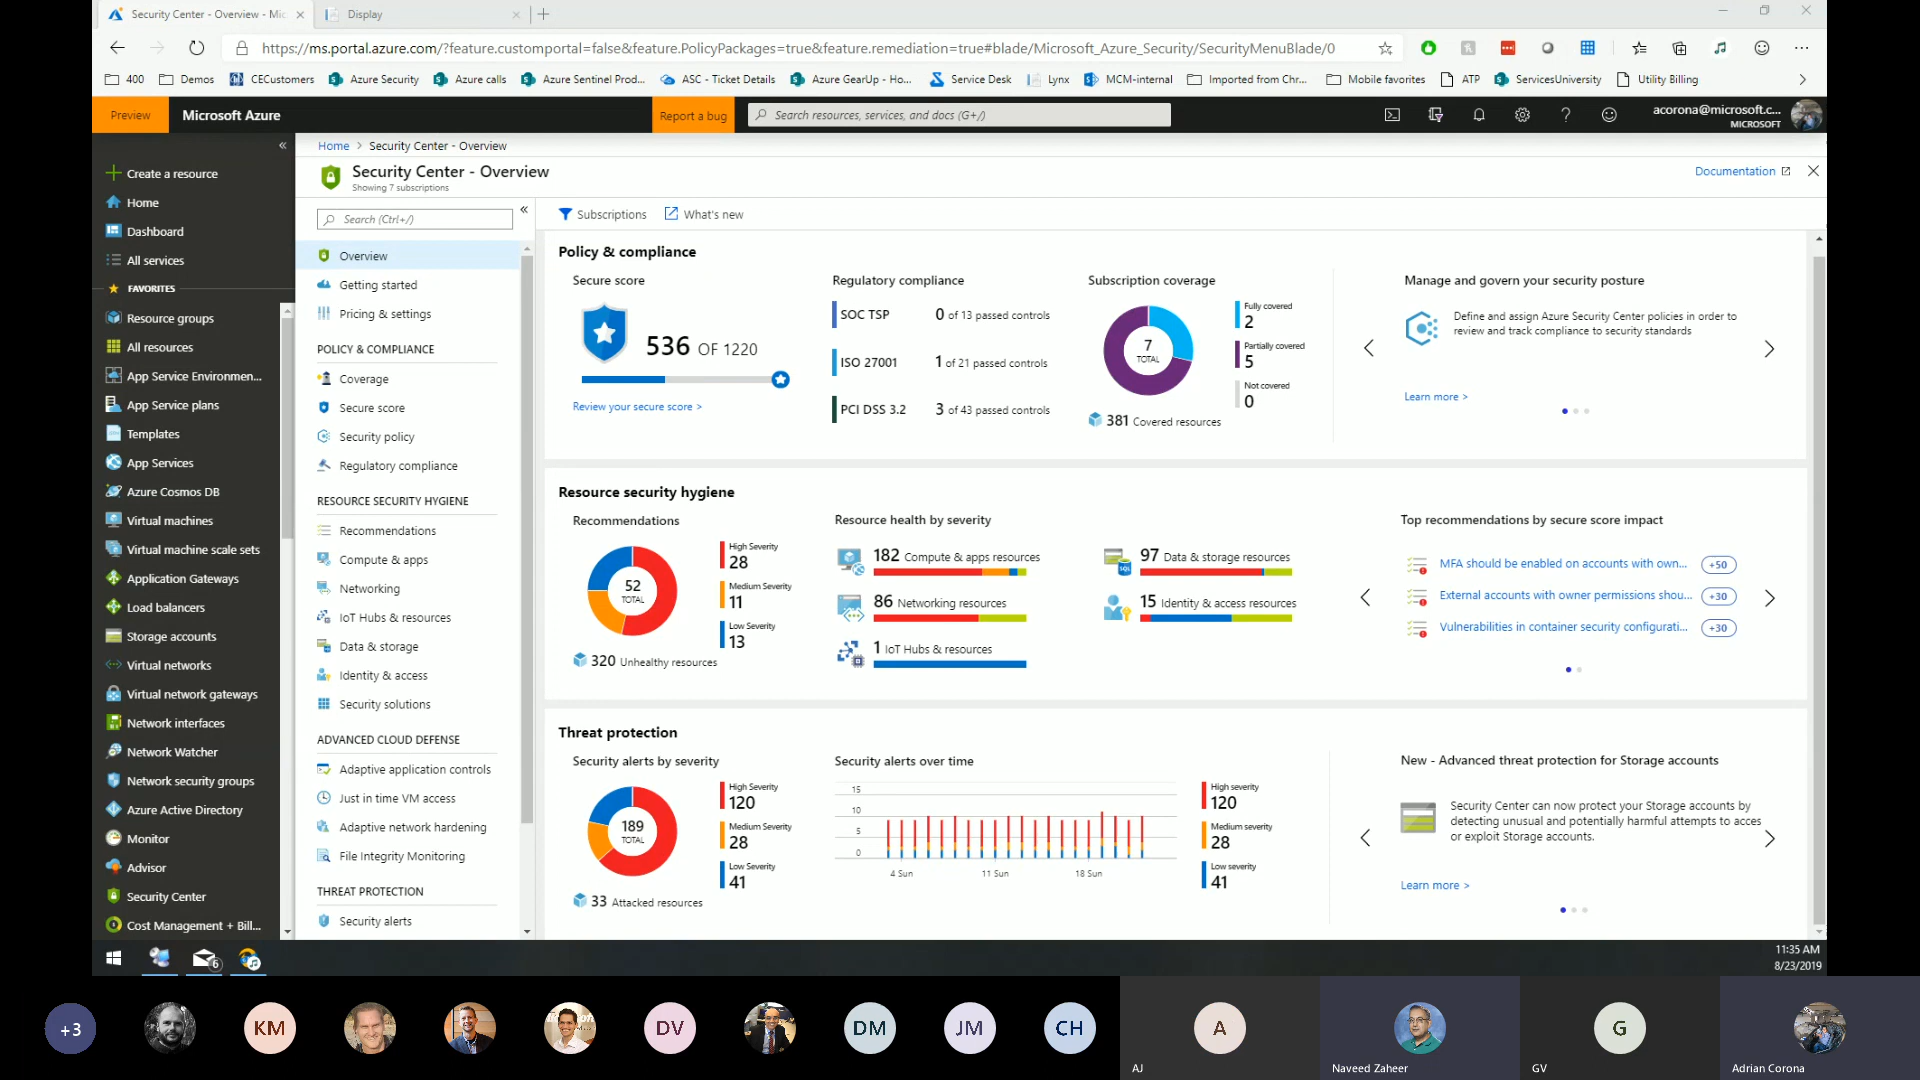 Security Center - Overview - Mic
Display
https://ms.portal.azure.com/?feature.customportal=false&feature.PolicyPackages=true&feature.remediation=true#blade/Microsoft_Azure_Security/SecurityMenuBlade/0
400 Demos CECustomers Azure Security Azure calls Azure Sentinel Prod... ASC - Ticket Details Azure GearUp - Ho... Service Desk Lynx MCM-internal Imported from Chr... Mobile favorites ATP ServicesUniversity Utility Billing
Preview
Microsoft Azure
Report a bug
Search resources, services, and docs (G+/)
acorona@microsoft.c...
MICROSOFT
Create a resource
Home
Dashboard
All services
FAVORITES
Resource groups
All resources
App Service Environmen...
App Service plans
Templates
App Services
Azure Cosmos DB
Virtual machines
Virtual machine scale sets
Application Gateways
Load balancers
Storage accounts
Virtual networks
Virtual network gateways
Network interfaces
Network Watcher
Network security groups
Azure Active Directory
Monitor
Advisor
Security Center
Cost Management + Bill...
Home > Security Center - Overview
Security Center - Overview
Showing 7 subscriptions
Documentation
Search (Ctrl+/)
Overview
Getting started
Pricing & settings
POLICY & COMPLIANCE
Coverage
Secure score
Security policy
Regulatory compliance
RESOURCE SECURITY HYGIENE
Recommendations
Compute & apps
Networking
IoT Hubs & resources
Data & storage
Identity & access
Security solutions
ADVANCED CLOUD DEFENSE
Adaptive application controls
Just in time VM access
Adaptive network hardening
File Integrity Monitoring
THREAT PROTECTION
Security alerts
Subscriptions
What's new
Policy & compliance
Secure score
536 OF 1220
Review your secure score >
Regulatory compliance
SOC TSP 0 of 13 passed controls
ISO 27001 1 of 21 passed controls
PCI DSS 3.2 3 of 43 passed controls
Subscription coverage
7
TOTAL
Fully covered
2
Partially covered
5
Not covered
0
381 Covered resources
Manage and govern your security posture
Define and assign Azure Security Center policies in order to
review and track compliance to security standards
Learn more >
Resource security hygiene
Recommendations
52
TOTAL
High Severity
28
Medium Severity
11
Low Severity
13
320 Unhealthy resources
Resource health by severity
182 Compute & apps resources
97 Data & storage resources
86 Networking resources
15 Identity & access resources
1 IoT Hubs & resources
Top recommendations by secure score impact
MFA should be enabled on accounts with own... +50
External accounts with owner permissions shou... +30
Vulnerabilities in container security configurati... +30
Threat protection
Security alerts by severity
189
TOTAL
High Severity
120
Medium Severity
28
Low Severity
41
33 Attacked resources
Security alerts over time
15
10
5
0
4 Sun 11 Sun 18 Sun
High severity
120
Medium severity
28
Low severity
41
New - Advanced threat protection for Storage accounts
Security Center can now protect your Storage accounts by
detecting unusual and potentially harmful attempts to acces
or exploit Storage accounts.
Learn more >
6
11:35 AM
8/23/2019
+3
KM
DV
DM
JM
CH
A
G
AJ
Naveed Zaheer
GV
Adrian Corona